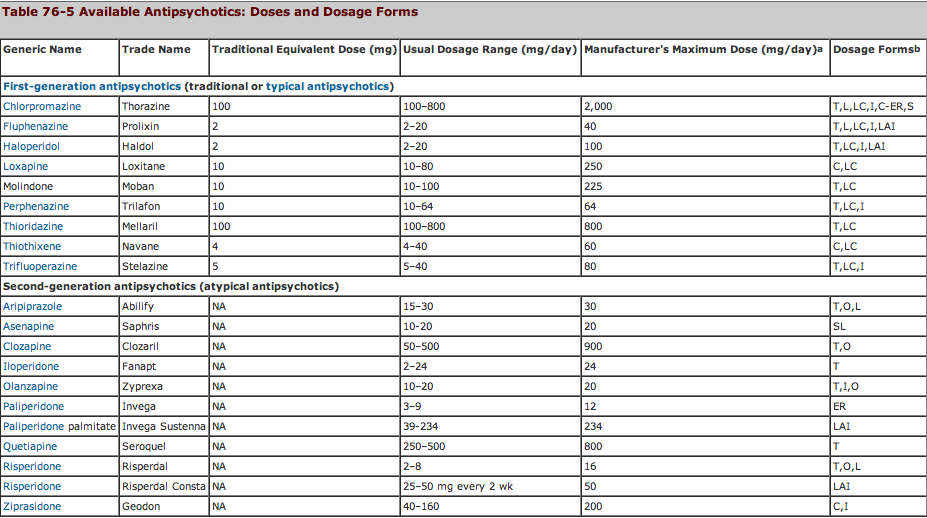 Table 76-5 Available Antipsychotics: Doses and Dosage Forms
Generic Name Trade Name Traditional Equivalent Dose (mg) Usual Dosage Range (mg/day) Manufacturer's Maximum Dose (mg/day)a Dosage Formsb
First-generation antipsychotics (traditional or typical antipsychotics)
Chlorpromazine Thorazine 100 100–800 2,000 T,L,LC,I,C-ER,S
Fluphenazine Prolixin 2 2–20 40 T,L,LC,I,LAI
Haloperidol Haldol 2 2–20 100 T,LC,I,LAI
Loxapine Loxitane 10 10–80 250 C,LC
Molindone Moban 10 10–100 225 T,LC
Perphenazine Trilafon 10 10–64 64 T,LC,I
Thioridazine Mellaril 100 100–800 800 T,LC
Thiothixene Navane 4 4–40 60 C,LC
Trifluoperazine Stelazine 5 5–40 80 T,LC,I
Second-generation antipsychotics (atypical antipsychotics)
Aripiprazole Abilify NA 15–30 30 T,O,L
Asenapine Saphris NA 10-20 20 SL
Clozapine Clozaril NA 50–500 900 T,O
Iloperidone Fanapt NA 2–24 24 T
Olanzapine Zyprexa NA 10–20 20 T,I,O
Paliperidone Invega NA 3–9 12 ER
Paliperidone palmitate Invega Sustenna NA 39-234 234 LAI
Quetiapine Seroquel NA 250–500 800 T
Risperidone Risperdal NA 2–8 16 T,O,L
Risperidone Risperdal Consta NA 25–50 mg every 2 wk 50 LAI
Ziprasidone Geodon NA 40–160 200 C,I